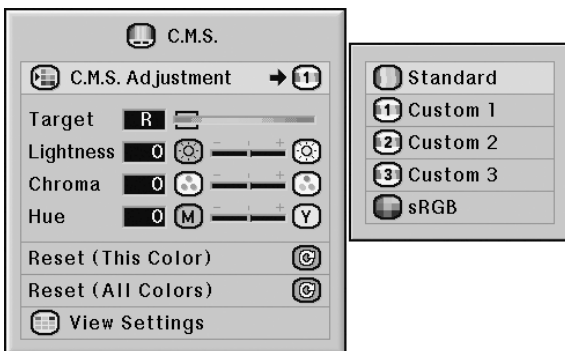 C.M.S.
C.M.S. Adjustment 1
Target R
Lightness 0
Chroma 0
Hue 0 M Y
Reset (This Color)
Reset (All Colors)
View Settings
Standard
1 Custom 1
2 Custom 2
3 Custom 3
sRGB